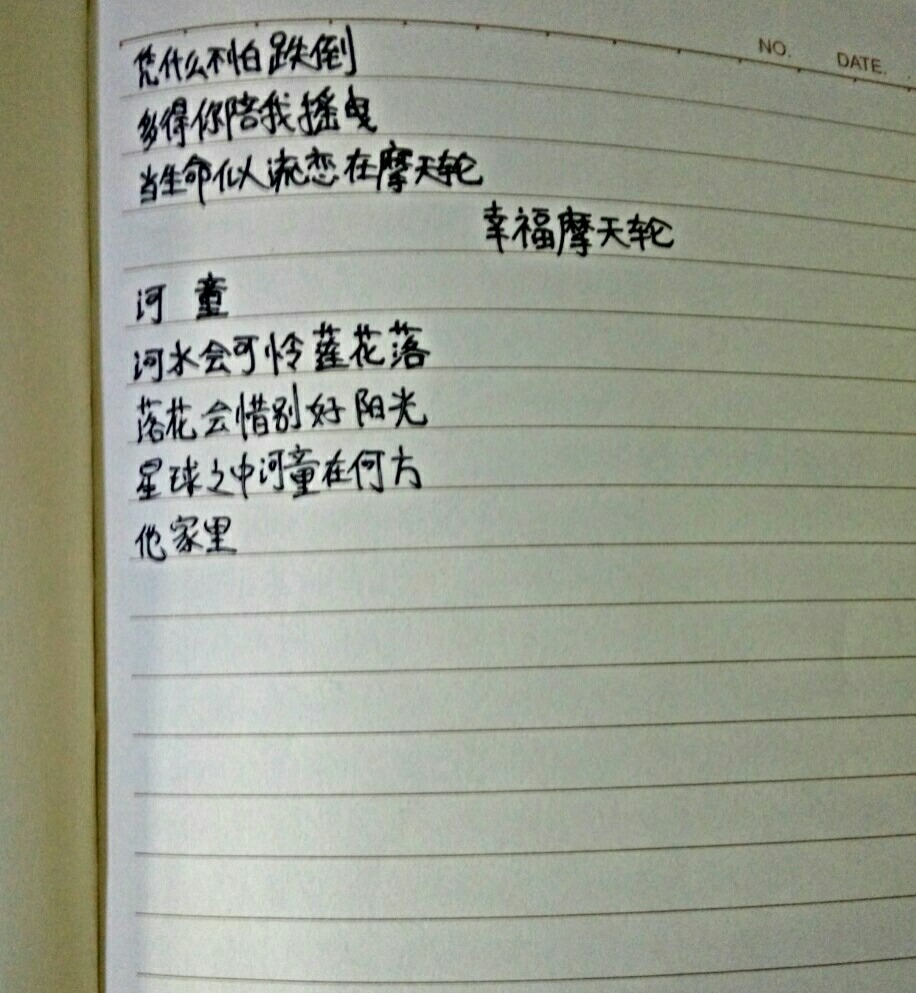 NO. DATE.
凭什么不怕跌倒
多得你陪我摇曳
当生命似流恋在摩天轮
幸福摩天轮
河童
河水会可怜莲花落
落花会惜别好阳光
星球之中河童在何方
他家里